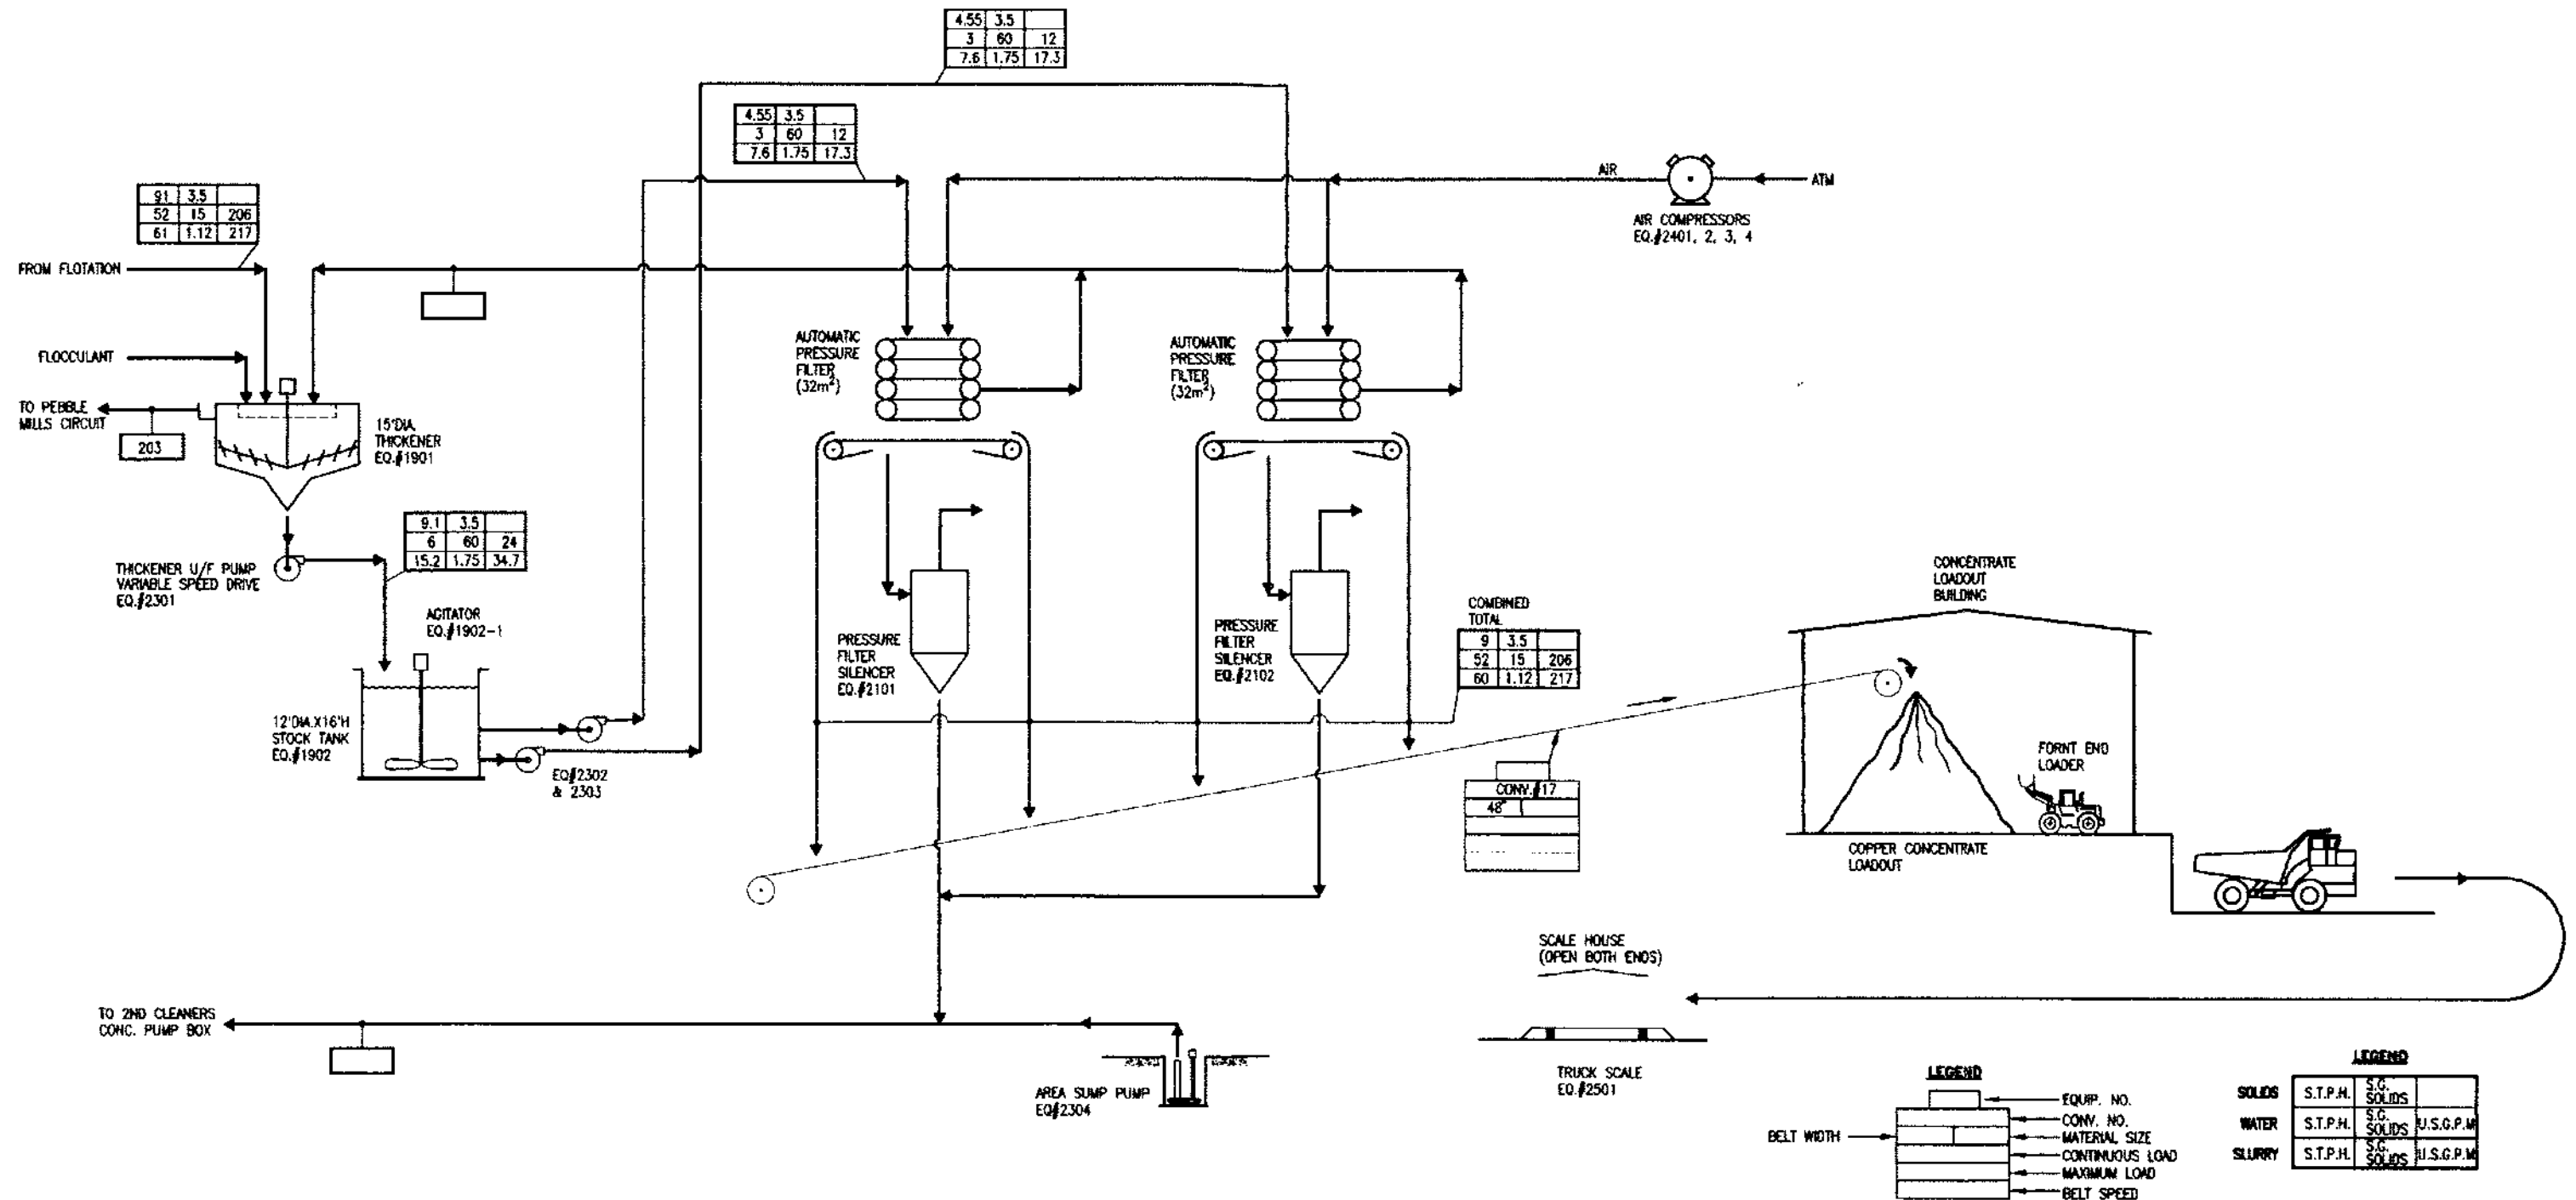 4.55 3.5
3 60 12
7.6 1.75 17.3
4.55 3.5
3 60 12
7.6 1.75 17.3
91 3.5
52 15 206
61 1.12 217
FROM FLOTATION
FLOCCULANT
TO PEBBLE
MILLS CIRCUIT
203
15'DIA.
THICKENER
EQ.#1901
AIR
ATM
AIR COMPRESSORS
EQ.#2401, 2, 3, 4
AUTOMATIC
PRESSURE
FILTER
(32m²)
AUTOMATIC
PRESSURE
FILTER
(32m²)
9.1 3.5
6 60 24
15.2 1.75 34.7
THICKENER U/F PUMP
VARIABLE SPEED DRIVE
EQ.#2301
AGITATOR
EQ.#1902-1
12'DIA.X16'H
STOCK TANK
EQ.#1902
EQ#2302
& 2303
PRESSURE
FILTER
SILENCER
EQ.#2101
PRESSURE
FILTER
SILENCER
EQ.#2102
COMBINED
TOTAL
9 3.5
52 15 206
60 1.12 217
CONV.#17
48"
CONCENTRATE
LOADOUT
BUILDING
FORNT END
LOADER
COPPER CONCENTRATE
LOADOUT
SCALE HOUSE
(OPEN BOTH ENDS)
TRUCK SCALE
EQ.#2501
TO 2ND CLEANERS
CONC. PUMP BOX
AREA SUMP PUMP
EQ#2304
LEGEND
EQUIP. NO.
CONV. NO.
BELT WIDTH
MATERIAL SIZE
CONTINUOUS LOAD
MAXIMUM LOAD
BELT SPEED
LEGEND
SOLIDS S.T.P.H. S.G. SOLIDS
WATER S.T.P.H. S.G. SOLIDS U.S.G.P.M
SLURRY S.T.P.H. S.G. SOLIDS U.S.G.P.M